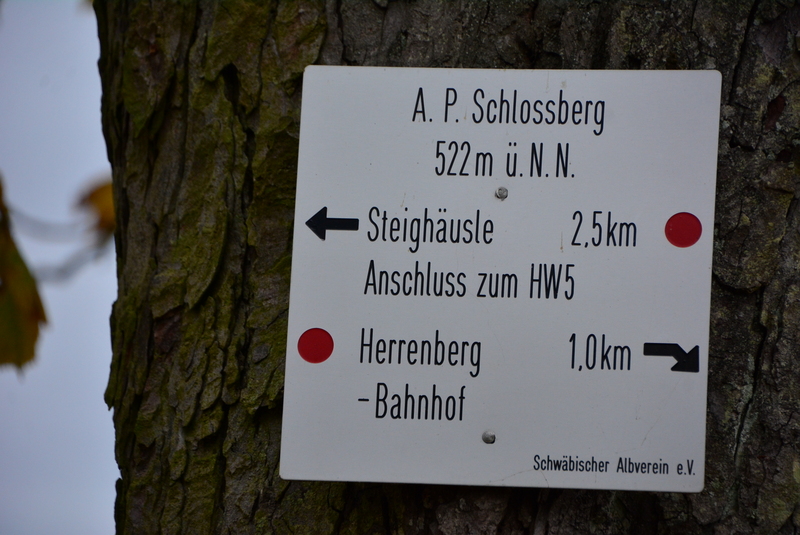 A. P. Schlossberg
522m ü.N.N.
Steighäusle 2,5km
Anschluss zum HW5
Herrenberg 1,0km
-Bahnhof
Schwäbischer Albverein e.V.